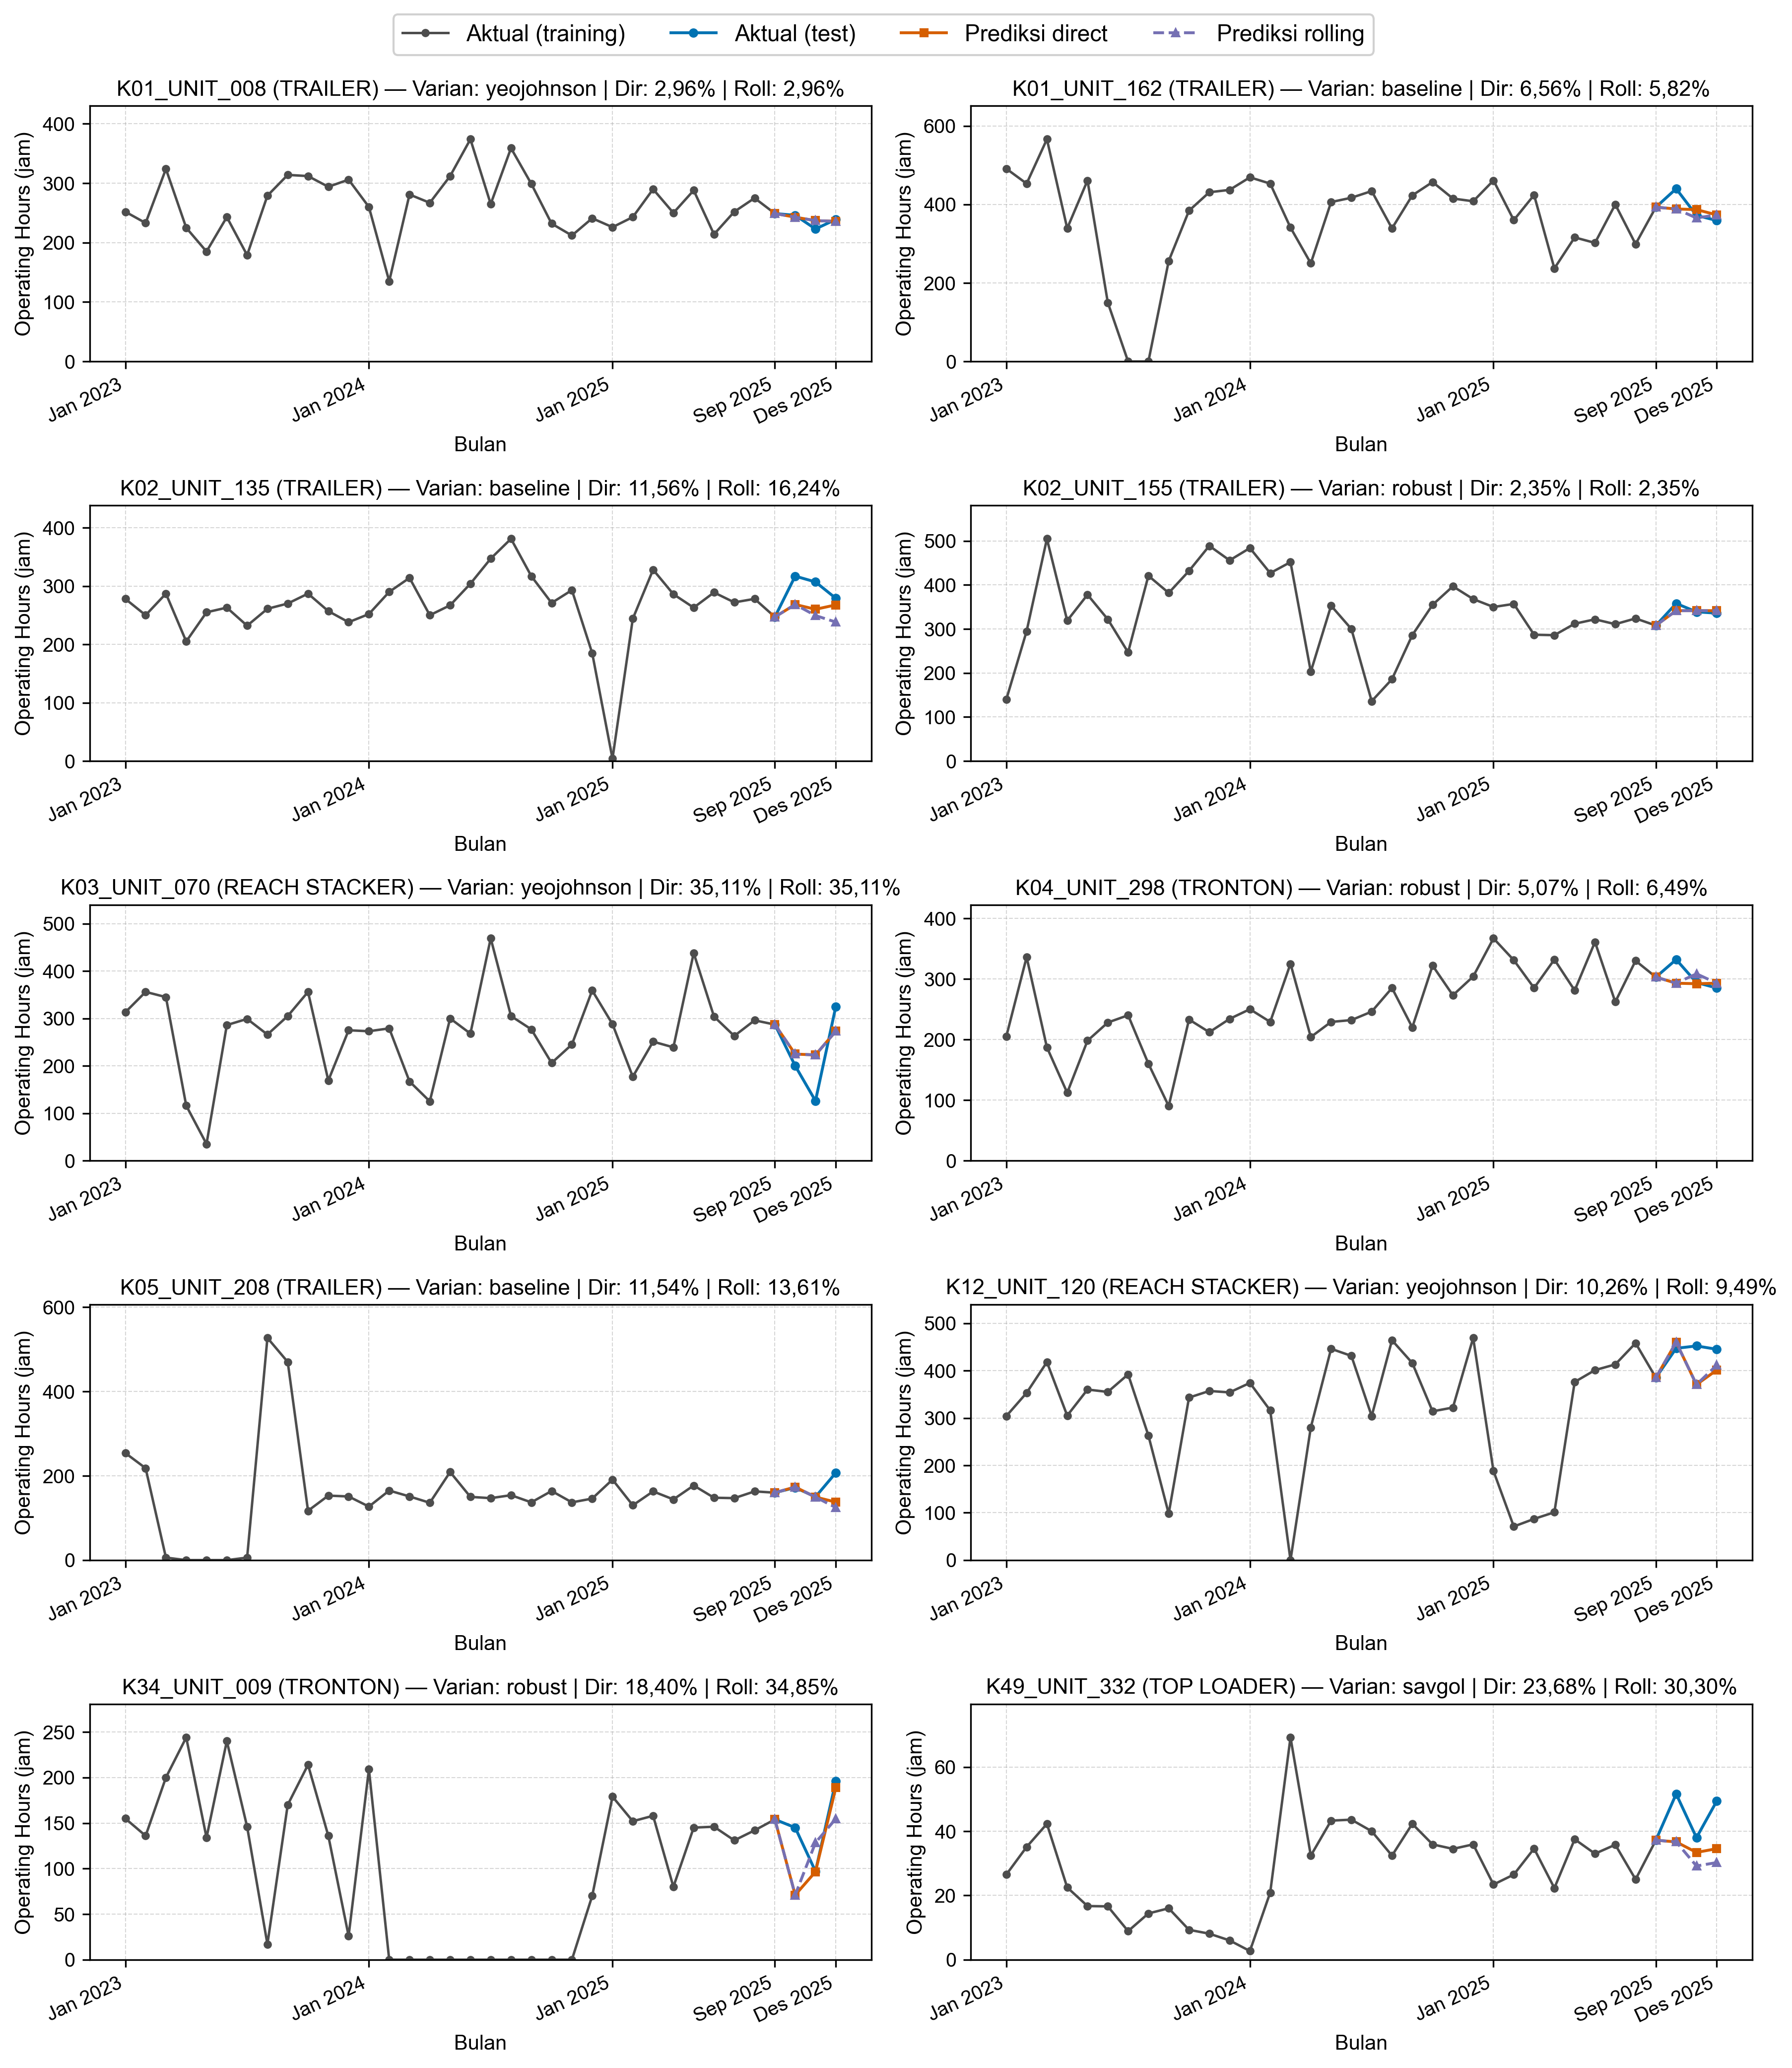 Aktual (training) Aktual (test) Prediksi direct Prediksi rolling
K01_UNIT_008 (TRAILER) — Varian: yeojohnson | Dir: 2,96% | Roll: 2,96%
Operating Hours (jam)
400
300
200
100
0
Jan 2023 Jan 2024 Jan 2025 Sep 2025 Des 2025
Bulan
K01_UNIT_162 (TRAILER) — Varian: baseline | Dir: 6,56% | Roll: 5,82%
Operating Hours (jam)
600
400
200
0
Jan 2023 Jan 2024 Jan 2025 Sep 2025 Des 2025
Bulan
K02_UNIT_135 (TRAILER) — Varian: baseline | Dir: 11,56% | Roll: 16,24%
Operating Hours (jam)
400
300
200
100
0
Jan 2023 Jan 2024 Jan 2025 Sep 2025 Des 2025
Bulan
K02_UNIT_155 (TRAILER) — Varian: robust | Dir: 2,35% | Roll: 2,35%
Operating Hours (jam)
500
400
300
200
100
0
Jan 2023 Jan 2024 Jan 2025 Sep 2025 Des 2025
Bulan
K03_UNIT_070 (REACH STACKER) — Varian: yeojohnson | Dir: 35,11% | Roll: 35,11%
Operating Hours (jam)
500
400
300
200
100
0
Jan 2023 Jan 2024 Jan 2025 Sep 2025 Des 2025
Bulan
K04_UNIT_298 (TRONTON) — Varian: robust | Dir: 5,07% | Roll: 6,49%
Operating Hours (jam)
400
300
200
100
0
Jan 2023 Jan 2024 Jan 2025 Sep 2025 Des 2025
Bulan
K05_UNIT_208 (TRAILER) — Varian: baseline | Dir: 11,54% | Roll: 13,61%
Operating Hours (jam)
600
400
200
0
Jan 2023 Jan 2024 Jan 2025 Sep 2025 Des 2025
Bulan
K12_UNIT_120 (REACH STACKER) — Varian: yeojohnson | Dir: 10,26% | Roll: 9,49%
Operating Hours (jam)
500
400
300
200
100
0
Jan 2023 Jan 2024 Jan 2025 Sep 2025 Des 2025
Bulan
K34_UNIT_009 (TRONTON) — Varian: robust | Dir: 18,40% | Roll: 34,85%
Operating Hours (jam)
250
200
150
100
50
0
Jan 2023 Jan 2024 Jan 2025 Sep 2025 Des 2025
Bulan
K49_UNIT_332 (TOP LOADER) — Varian: savgol | Dir: 23,68% | Roll: 30,30%
Operating Hours (jam)
60
40
20
0
Jan 2023 Jan 2024 Jan 2025 Sep 2025 Des 2025
Bulan